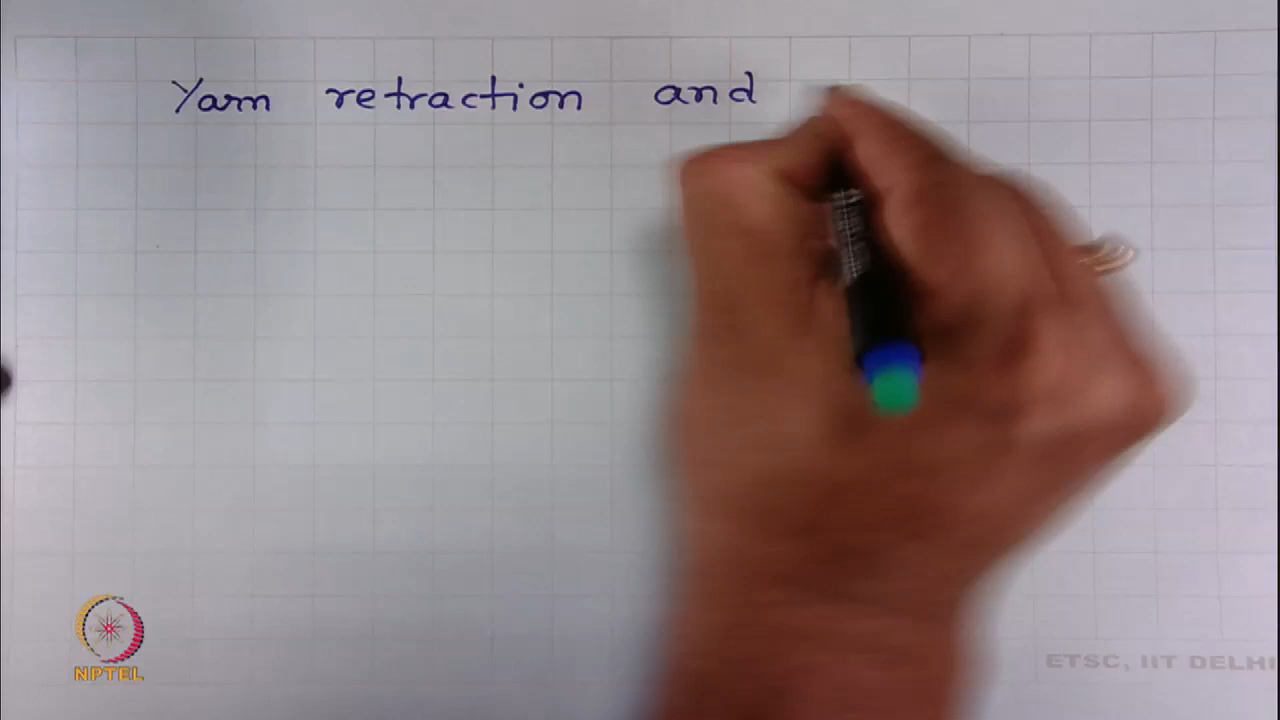 Yarn retraction and
NPTEL
ETSC, IIT DELHI